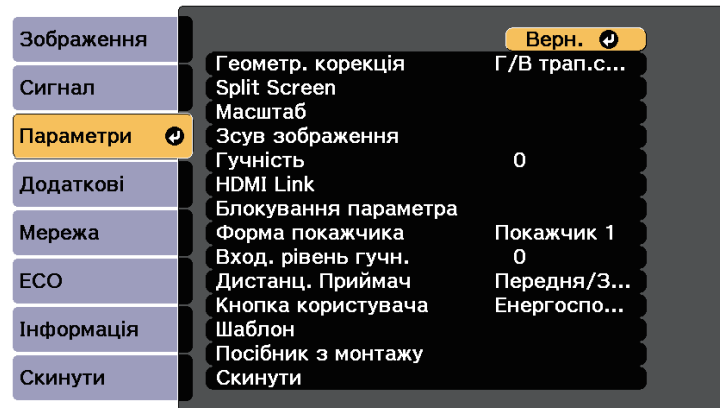 Зображення
Сигнал
Параметри
Додаткові
Мережа
ECO
Інформація
Скинути
Верн.
Геометр. корекція Г/В трап.с...
Split Screen
Масштаб
Зсув зображення
Гучність 0
HDMI Link
Блокування параметра
Форма покажчика Покажчик 1
Вход. рівень гучн. 0
Дистанц. Приймач Передня/З...
Кнопка користувача Енергоспо...
Шаблон
Посібник з монтажу
Скинути